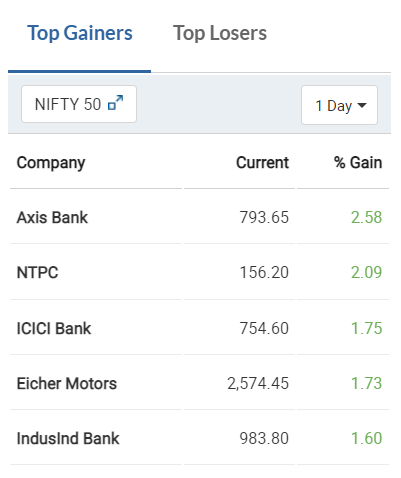 Top Gainers Top Losers
NIFTY 50 1 Day
Company Current % Gain
Axis Bank 793.65 2.58
NTPC 156.20 2.09
ICICI Bank 754.60 1.75
Eicher Motors 2,574.45 1.73
IndusInd Bank 983.80 1.60